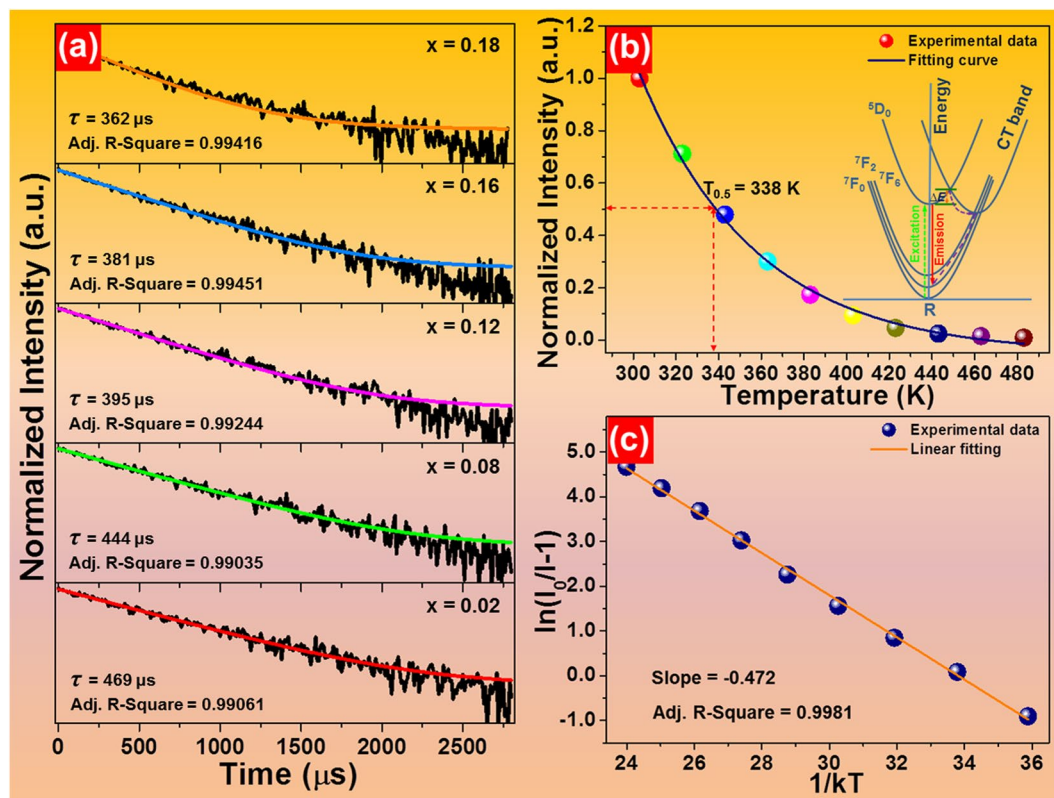 (a)
Normalized Intensity (a.u.)
x = 0.18
τ = 362 μs
Adj. R-Square = 0.99416
x = 0.16
τ = 381 μs
Adj. R-Square = 0.99451
x = 0.12
τ = 395 μs
Adj. R-Square = 0.99244
x = 0.08
τ = 444 μs
Adj. R-Square = 0.99035
x = 0.02
τ = 469 μs
Adj. R-Square = 0.99061
0 500 1000 1500 2000 2500
Time (μs)
(b)
Normalized Intensity (a.u.)
1.2
1.0
0.8
0.6
0.4
0.2
0.0
Experimental data
Fitting curve
T0.5 = 338 K
⁵D₀
Energy
CT band
⁷F₂ ⁷F₆
⁷F₀
ΔE
Excitation
Emission
R
300 320 340 360 380 400 420 440 460 480
Temperature (K)
(c)
ln(I₀/I-1)
Experimental data
Linear fitting
5.0
4.0
3.0
2.0
1.0
0.0
-1.0
Slope = -0.472
Adj. R-Square = 0.9981
24 26 28 30 32 34 36
1/kT